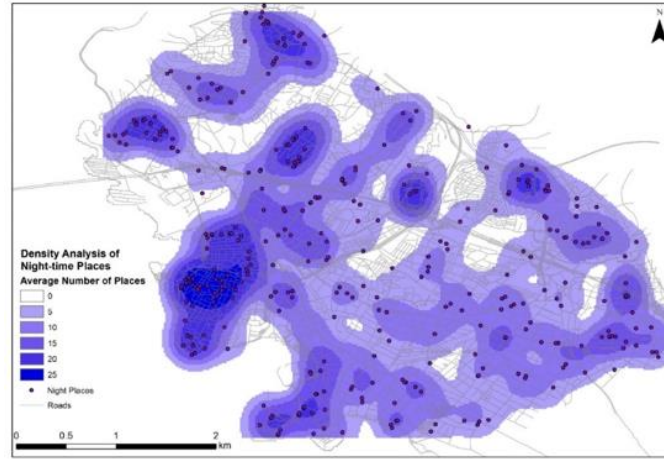 N
Density Analysis of
Night-time Places
Average Number of Places
0
5
10
15
20
25
Night Places
Roads
0 0.5 1 2
km